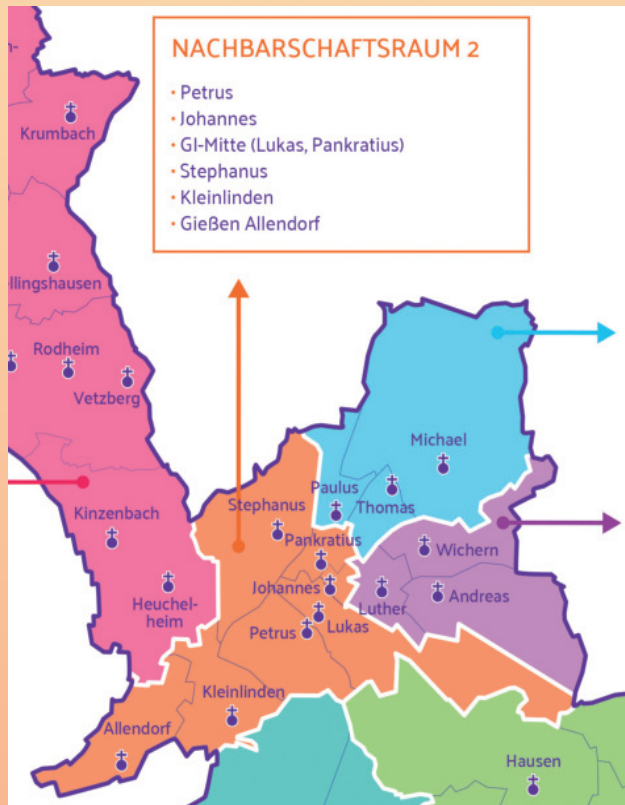 NACHBARSCHAFTSRAUM 2
• Petrus
• Johannes
• GI-Mitte (Lukas, Pankratius)
• Stephanus
• Kleinlinden
• Gießen Allendorf
n-
Krumbach
ellingshausen
Rodheim
Vetzberg
Michael
Paulus
Thomas
Stephanus
Kinzenbach
Pankratius
Wichern
Heuchel-
heim
Johannes
Luther
Andreas
Lukas
Petrus
Kleinlinden
Allendorf
Hausen